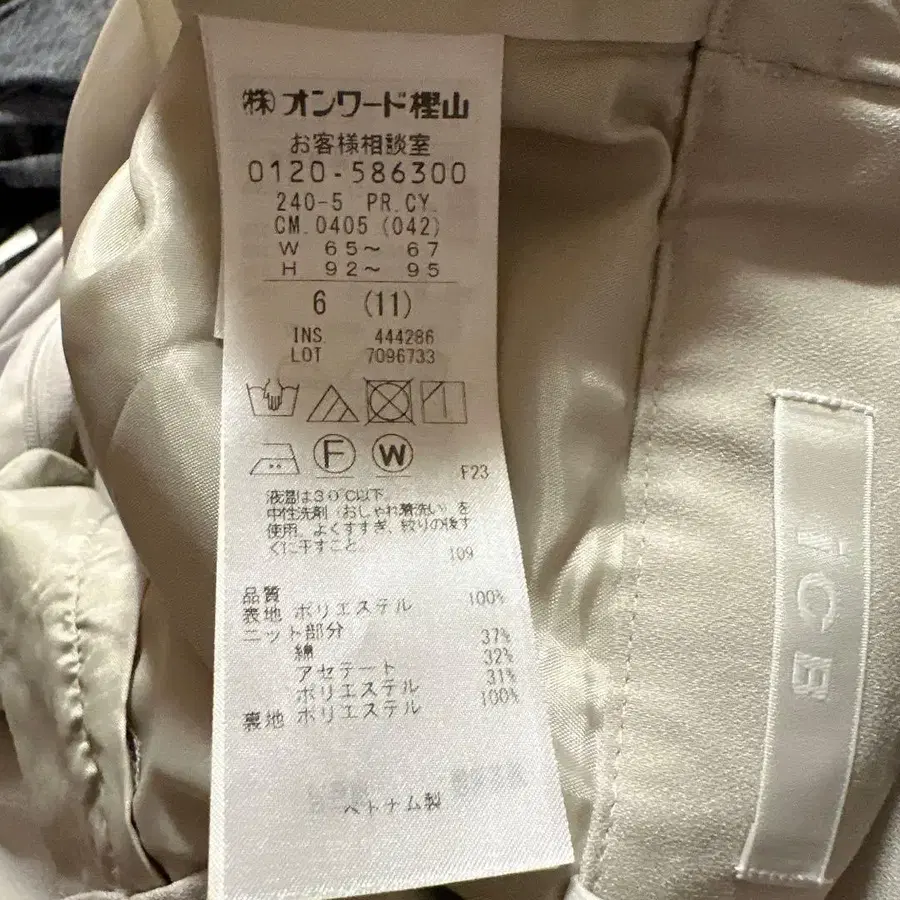 ㈱オンワード樫山
お客様相談室
0120-586300
240-5 PR.CY.
CM.0405 (042)
W 65～ 67
H 92～ 95
6 (11)
INS. 444286
LOT 7096733
F W
F23
液温は30℃以下
中性洗剤（おしゃれ着洗い）を
使用、よくすすぎ、絞りの後す
ぐに干すこと。
109
品質
表地 ポリエステル 100%
ニット部分
綿 37%
アセテート 32%
ポリエステル 31%
裏地 ポリエステル 100%
ベトナム製
iCB